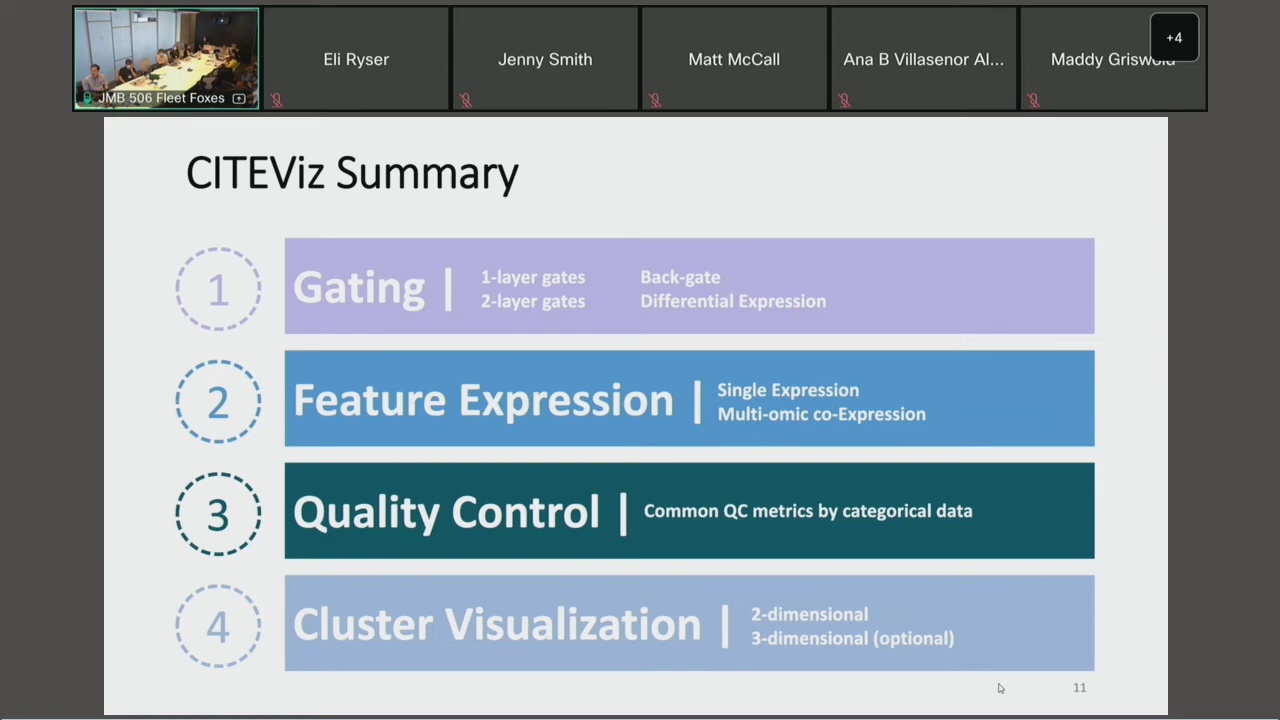 JMB 506 Fleet Foxes
Eli Ryser
Jenny Smith
Matt McCall
Ana B Villasenor Al...
Maddy Griswold
+4
CITEViz Summary
1
Gating |
1-layer gates
2-layer gates
Back-gate
Differential Expression
2
Feature Expression |
Single Expression
Multi-omic co-Expression
3
Quality Control |
Common QC metrics by categorical data
4
Cluster Visualization |
2-dimensional
3-dimensional (optional)
11